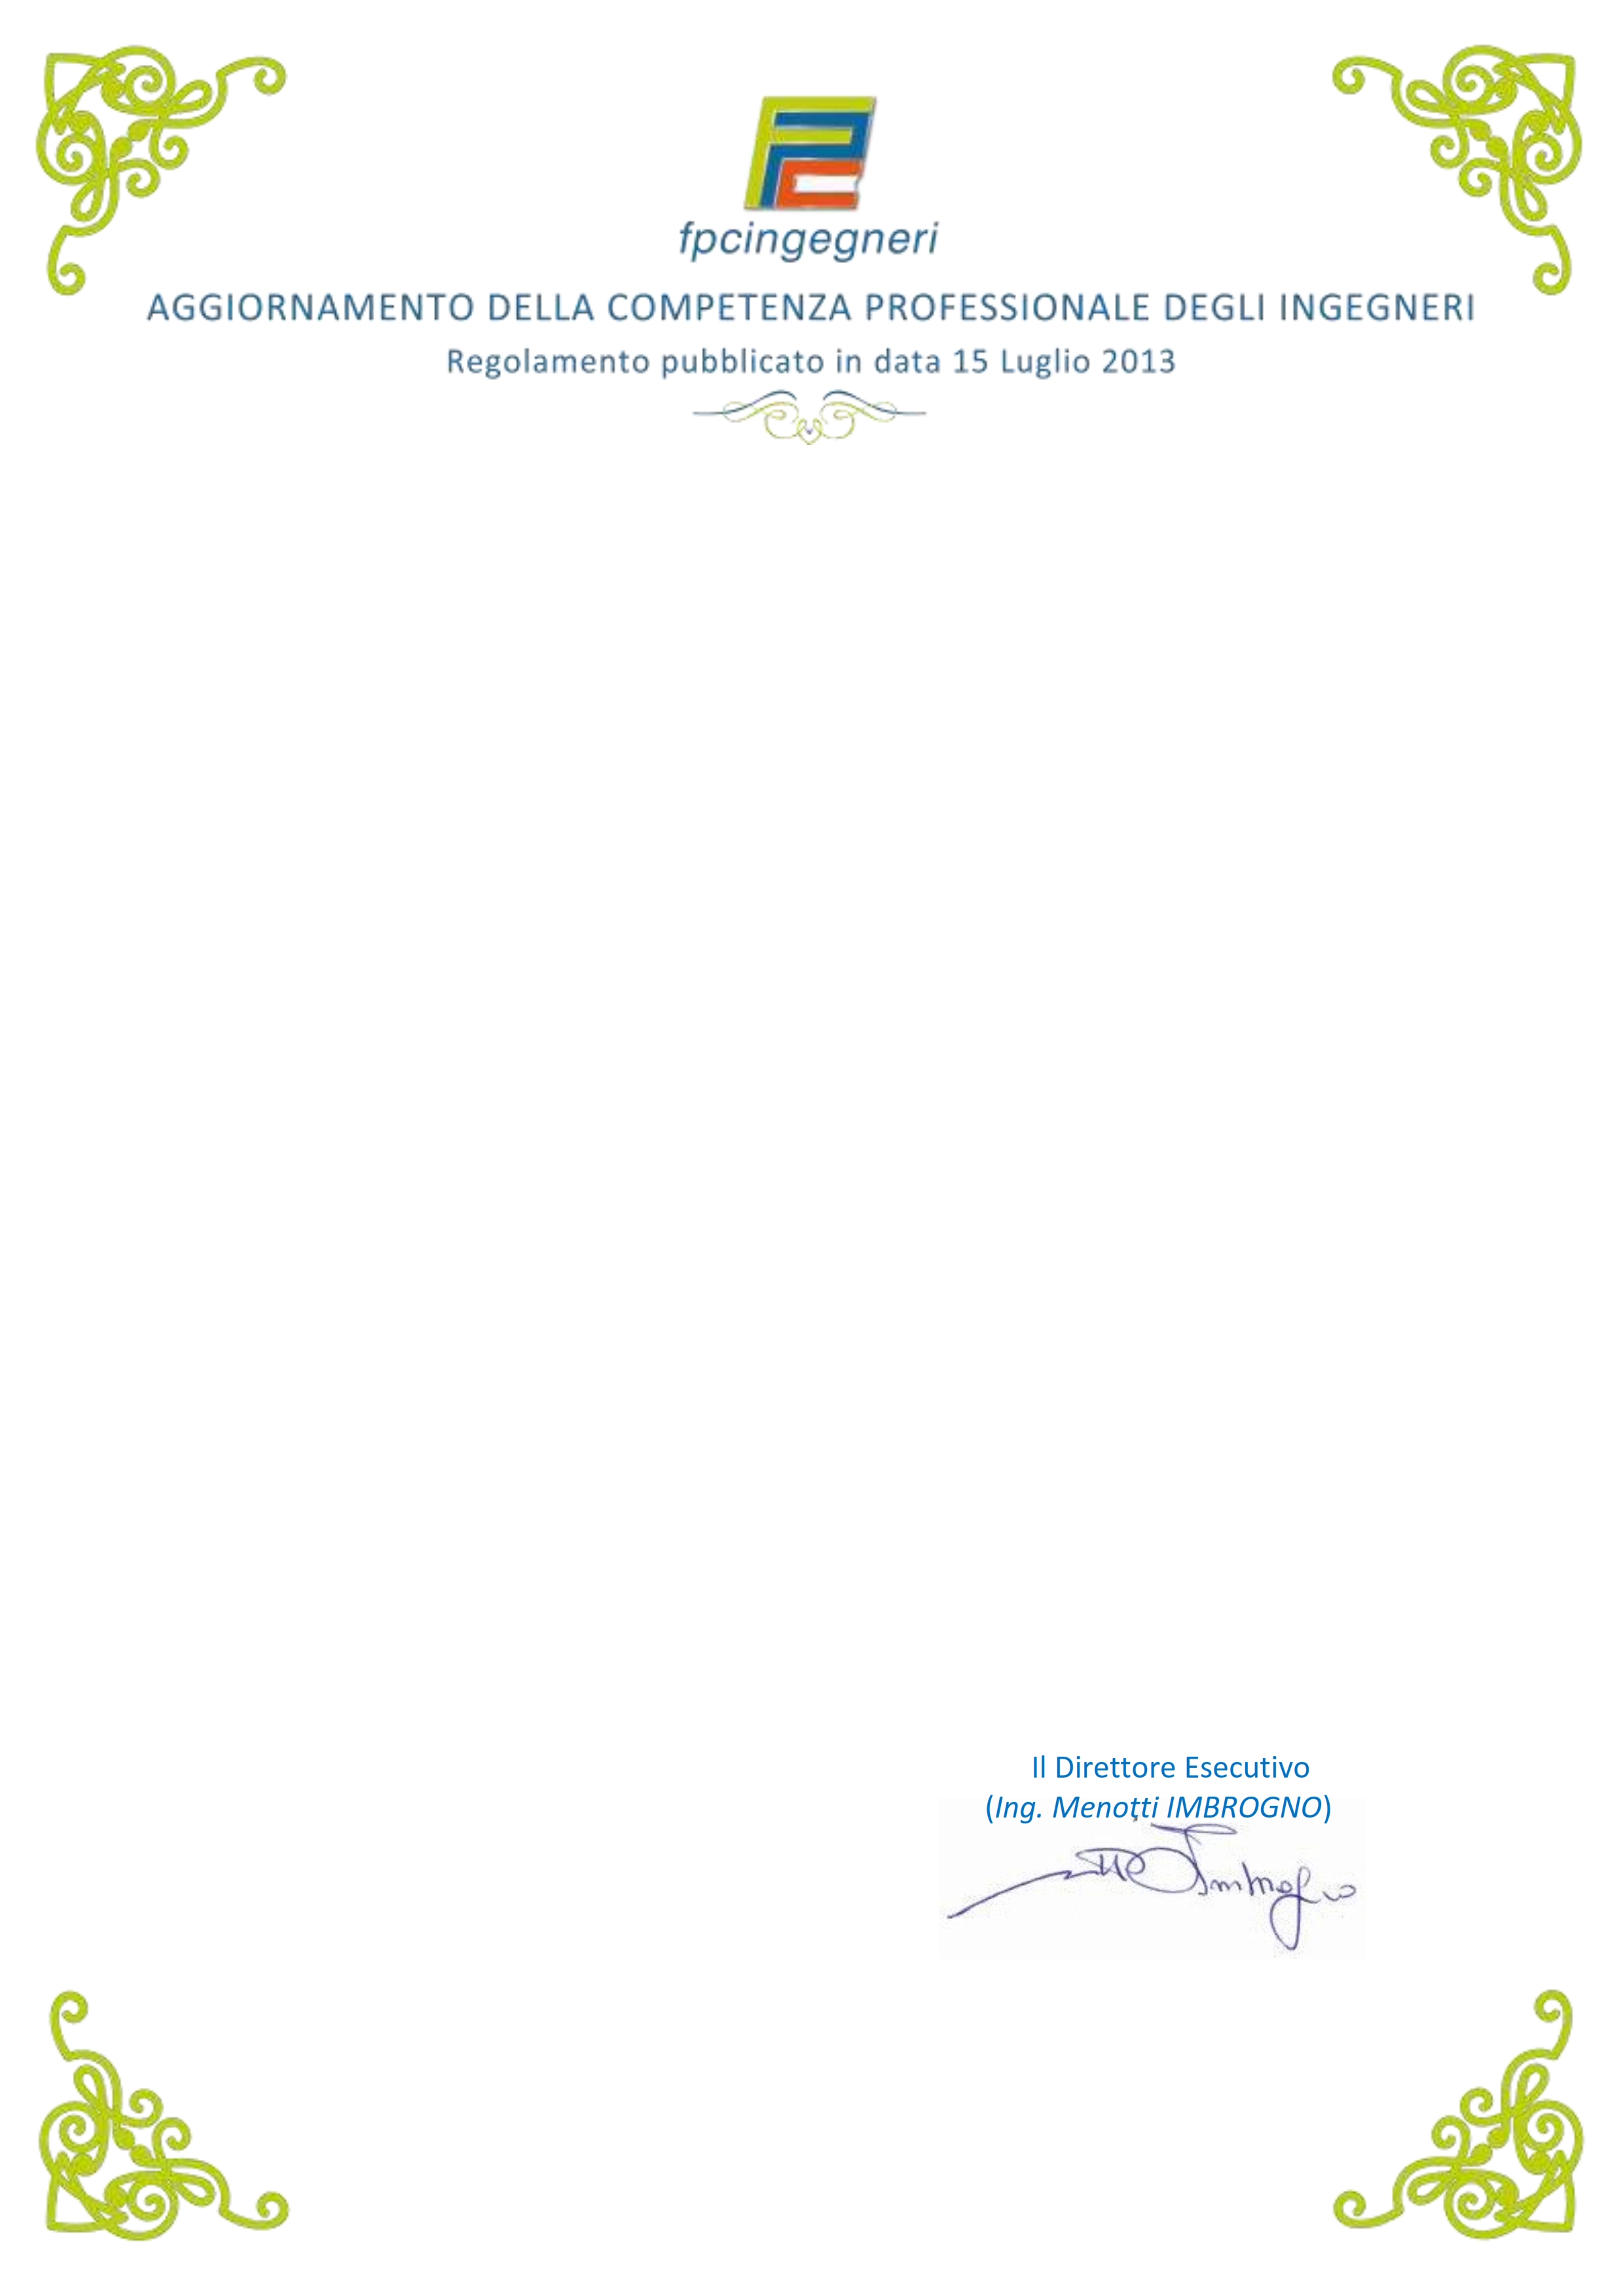 fpcingegneri
AGGIORNAMENTO DELLA COMPETENZA PROFESSIONALE DEGLI INGEGNERI
Regolamento pubblicato in data 15 Luglio 2013
Il Direttore Esecutivo
(Ing. Menotti IMBROGNO)
Imbrogno